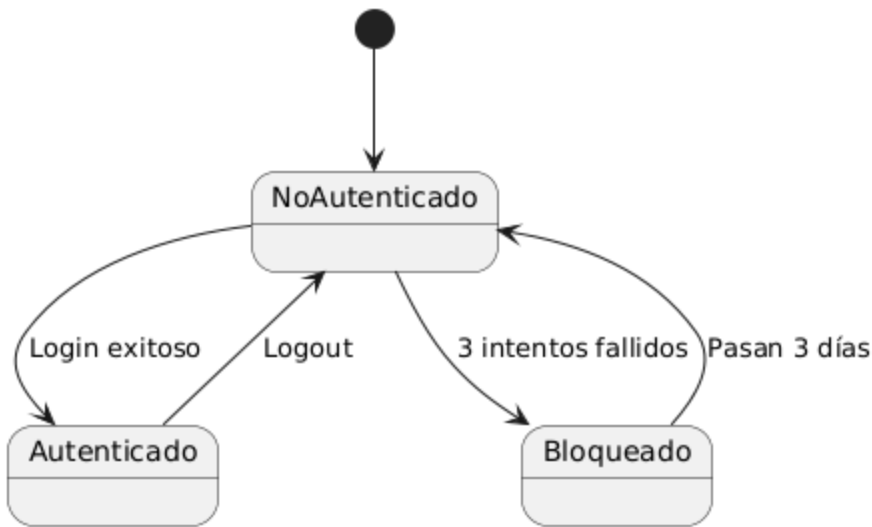 NoAutenticado
Login exitoso
Logout
3 intentos fallidos
Pasan 3 días
Autenticado
Bloqueado